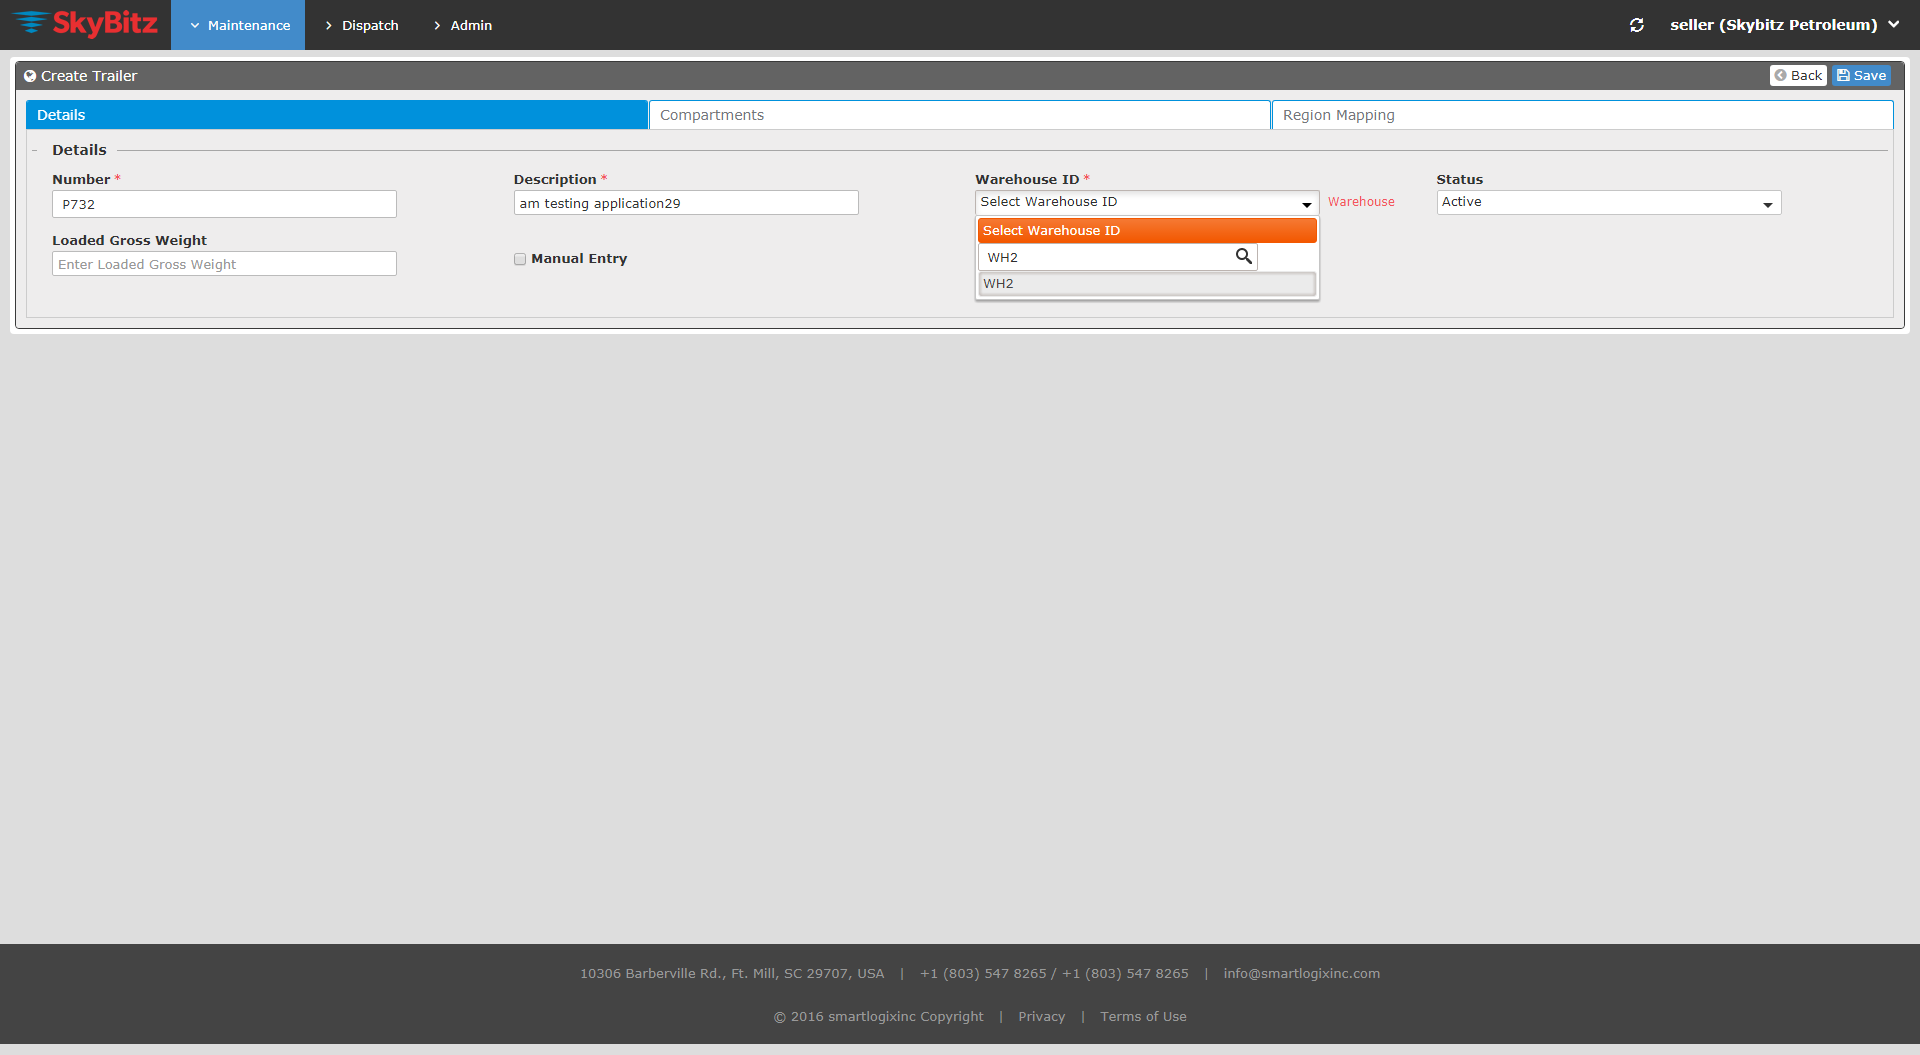 SkyBitz Maintenance Dispatch Admin seller (Skybitz Petroleum)
Create Trailer Back Save
Details Compartments Region Mapping
- Details
Number * Description * Warehouse ID * Status
P732 am testing application29 Select Warehouse ID Warehouse Active
Select Warehouse ID
Loaded Gross Weight
Enter Loaded Gross Weight Manual Entry WH2
WH2
10306 Barberville Rd., Ft. Mill, SC 29707, USA | +1 (803) 547 8265 / +1 (803) 547 8265 | info@smartlogixinc.com
© 2016 smartlogixinc Copyright | Privacy | Terms of Use